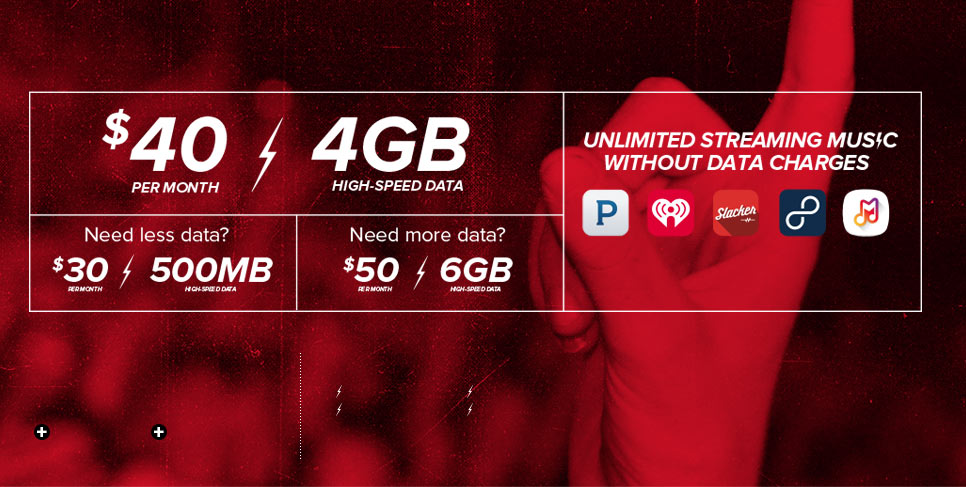 $40 4GB
PER MONTH HIGH-SPEED DATA
Need less data?
$30 500MB
PER MONTH HIGH-SPEED DATA
Need more data?
$50 6GB
PER MONTH HIGH-SPEED DATA
UNLIMITED STREAMING MUSIC
WITHOUT DATA CHARGES
P
Slacker